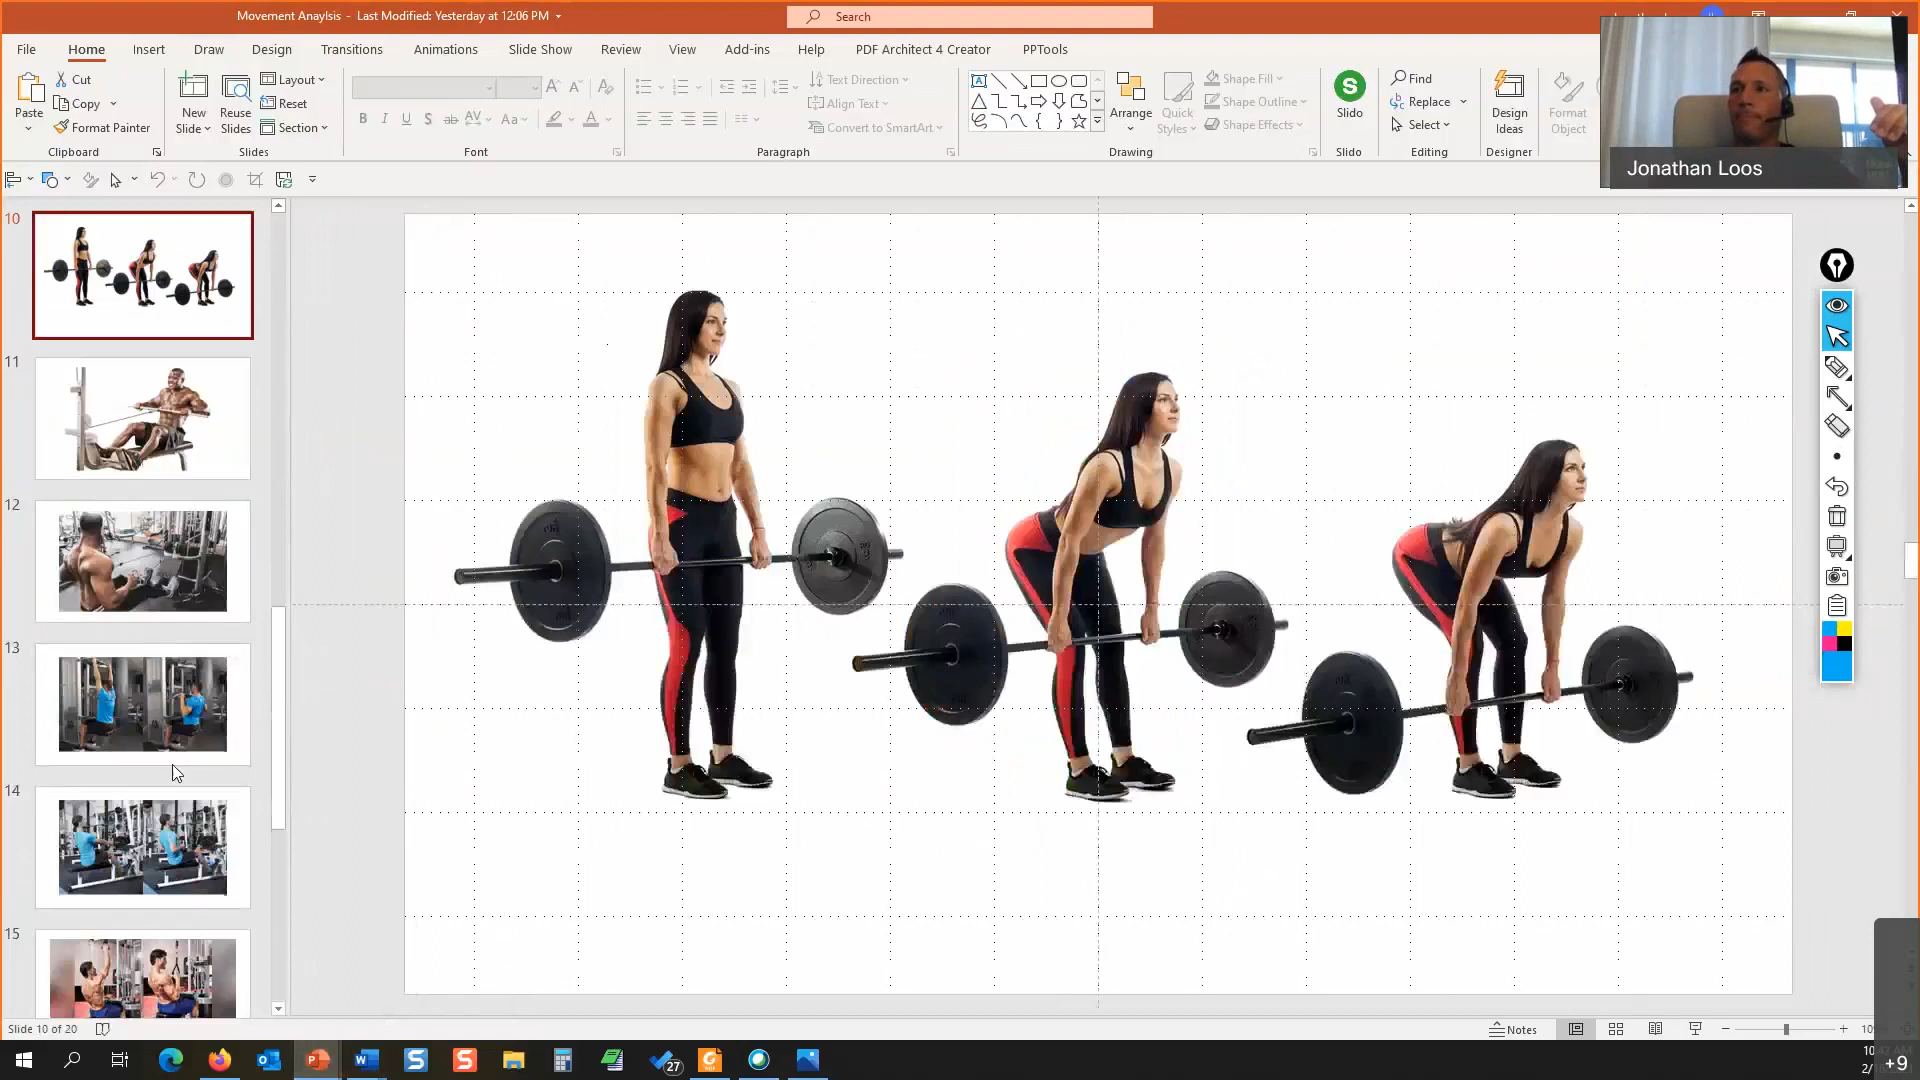 Movement Anaylsis - Last Modified: Yesterday at 12:06 PM
Search
File Home Insert Draw Design Transitions Animations Slide Show Review View Add-ins Help PDF Architect 4 Creator PPTools
Paste
Cut
Copy
Format Painter
Clipboard
New Slide
Reuse Slides
Layout
Reset
Section
Slides
Font
Text Direction
Align Text
Convert to SmartArt
Paragraph
Arrange
Quick Styles
Shape Fill
Shape Outline
Shape Effects
Drawing
Slido
Slido
Find
Replace
Select
Editing
Design Ideas
Designer
Format Object
Jonathan Loos
10
11
12
13
14
15
Slide 10 of 20
Notes
27
+9